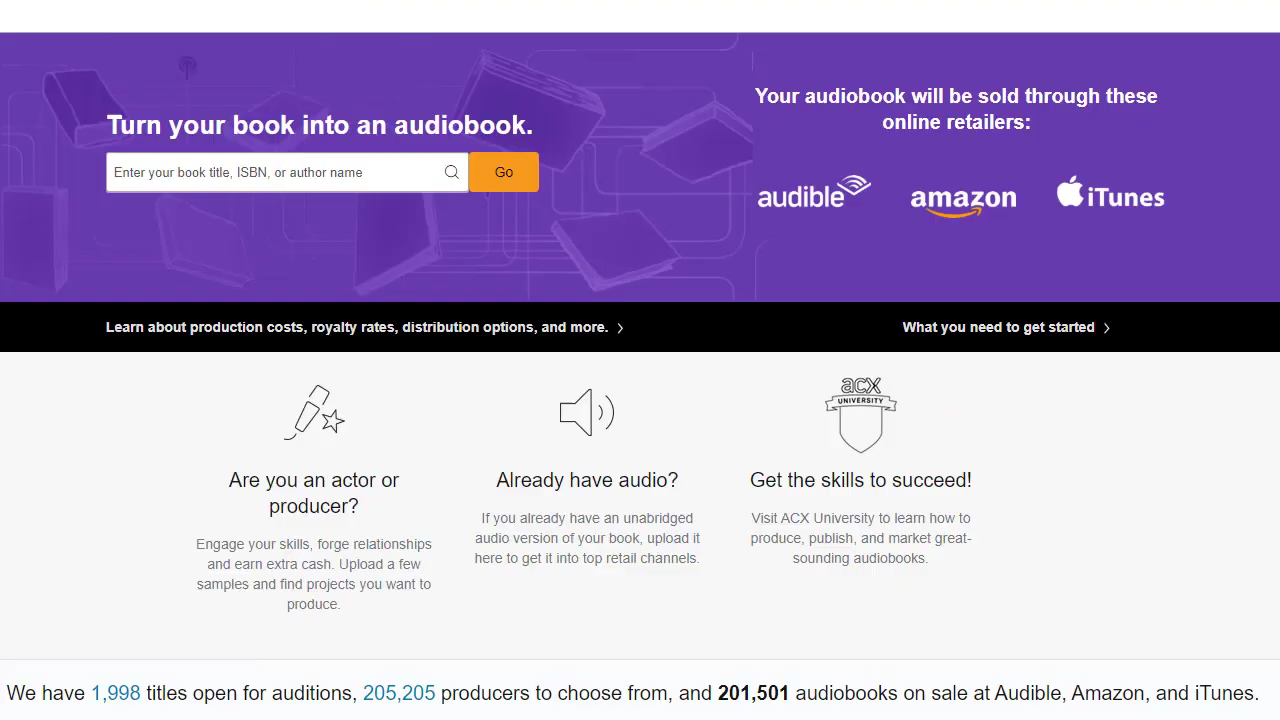 Turn your book into an audiobook.
Enter your book title, ISBN, or author name
Go
Your audiobook will be sold through these
online retailers:
audible
amazon
iTunes
Learn about production costs, royalty rates, distribution options, and more.
What you need to get started
acx
UNIVERSITY
Are you an actor or
producer?
Engage your skills, forge relationships
and earn extra cash. Upload a few
samples and find projects you want to
produce.
Already have audio?
If you already have an unabridged
audio version of your book, upload it
here to get it into top retail channels.
Get the skills to succeed!
Visit ACX University to learn how to
produce, publish, and market great-
sounding audiobooks.
We have 1,998 titles open for auditions, 205,205 producers to choose from, and 201,501 audiobooks on sale at Audible, Amazon, and iTunes.